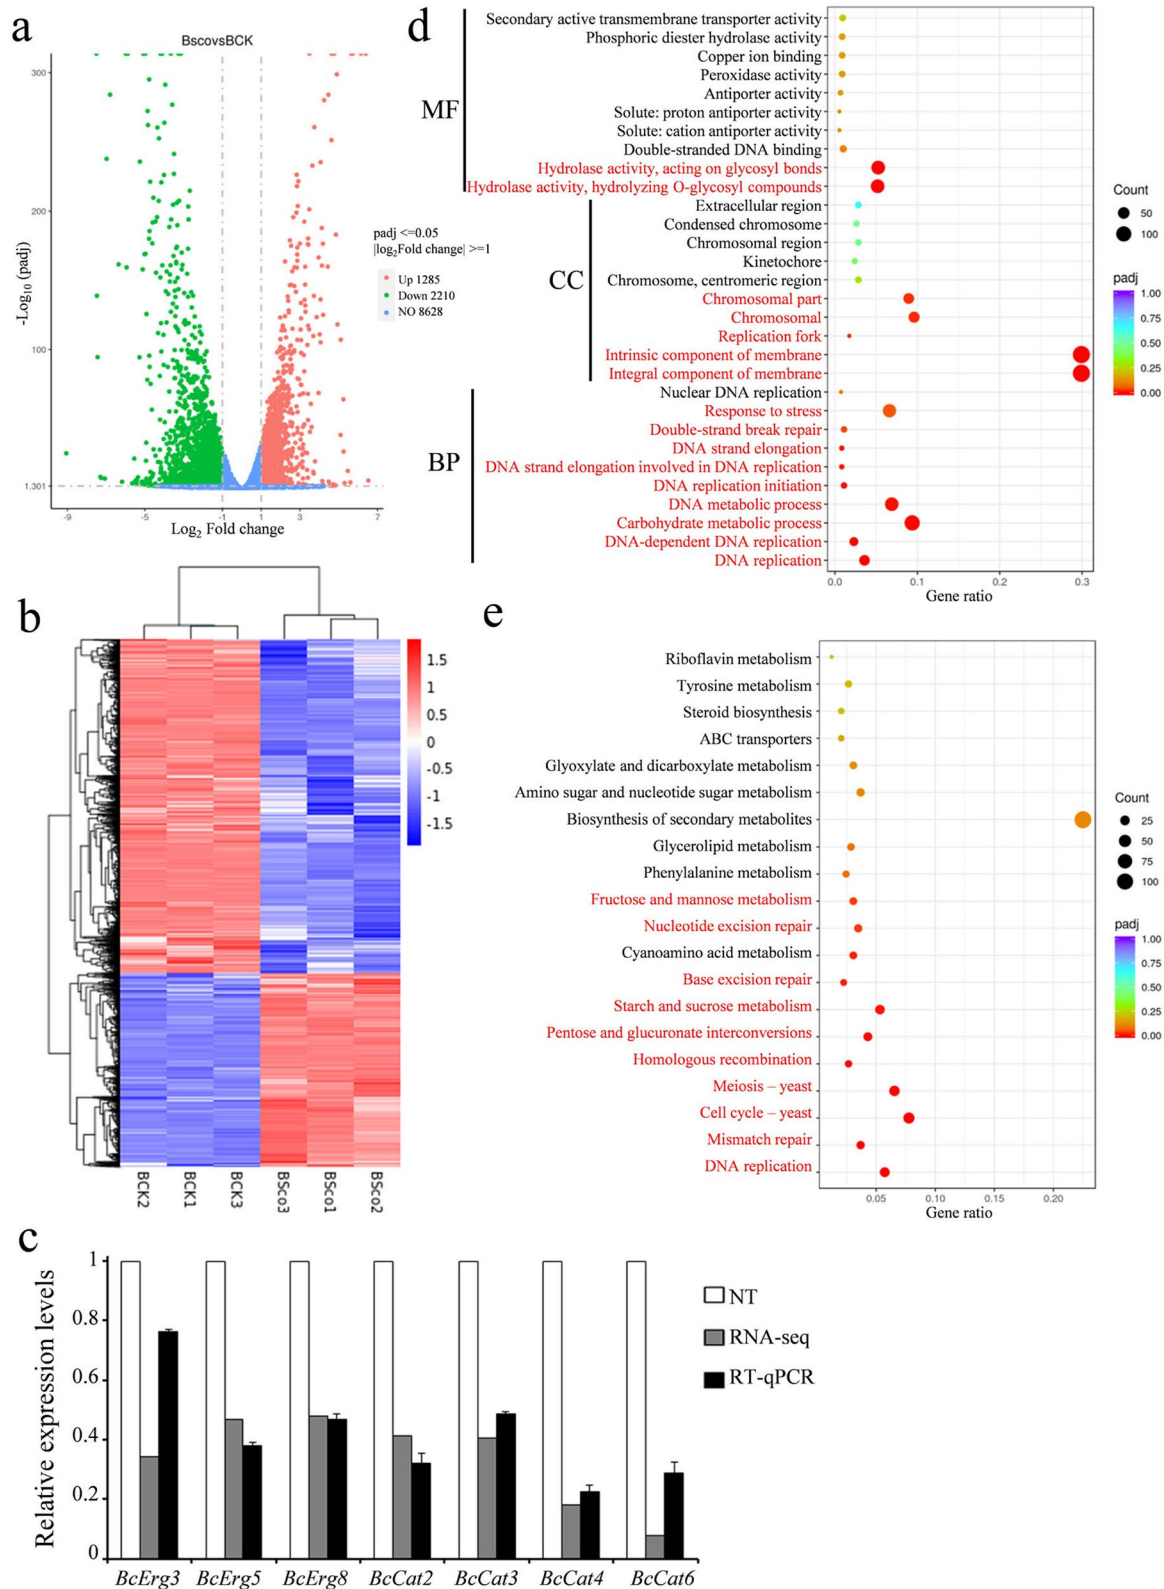 a
BscovsBCK
300
200
100
1.301
-Log10 (padj)
-9
-5
-1
1
3
7
Log2 Fold change
padj <=0.05
|log2Fold change| >=1
Up 1285
Down 2210
NO 8628
d
MF
CC
BP
Secondary active transmembrane transporter activity
Phosphoric diester hydrolase activity
Copper ion binding
Peroxidase activity
Antiporter activity
Solute: proton antiporter activity
Solute: cation antiporter activity
Double-stranded DNA binding
Hydrolase activity, acting on glycosyl bonds
Hydrolase activity, hydrolyzing O-glycosyl compounds
Extracellular region
Condensed chromosome
Chromosomal region
Kinetochore
Chromosome, centromeric region
Chromosomal part
Chromosomal
Replication fork
Intrinsic component of membrane
Integral component of membrane
Nuclear DNA replication
Response to stress
Double-strand break repair
DNA strand elongation
DNA strand elongation involved in DNA replication
DNA replication initiation
DNA metabolic process
Carbohydrate metabolic process
DNA-dependent DNA replication
DNA replication
0.0
0.1
0.2
0.3
Gene ratio
Count
50
100
padj
1.00
0.75
0.50
0.25
0.00
b
1.5
1
0.5
0
-0.5
-1
-1.5
BCK2
BCK1
BCK3
BSco3
BSco1
BSco2
e
Riboflavin metabolism
Tyrosine metabolism
Steroid biosynthesis
ABC transporters
Glyoxylate and dicarboxylate metabolism
Amino sugar and nucleotide sugar metabolism
Biosynthesis of secondary metabolites
Glycerolipid metabolism
Phenylalanine metabolism
Fructose and mannose metabolism
Nucleotide excision repair
Cyanoamino acid metabolism
Base excision repair
Starch and sucrose metabolism
Pentose and glucuronate interconversions
Homologous recombination
Meiosis – yeast
Cell cycle – yeast
Mismatch repair
DNA replication
0.05
0.10
0.15
0.20
Gene ratio
Count
25
50
75
100
padj
1.00
0.75
0.50
0.25
0.00
c
Relative expression levels
1
0.8
0.6
0.4
0.2
0
BcErg3
BcErg5
BcErg8
BcCat2
BcCat3
BcCat4
BcCat6
NT
RNA-seq
RT-qPCR